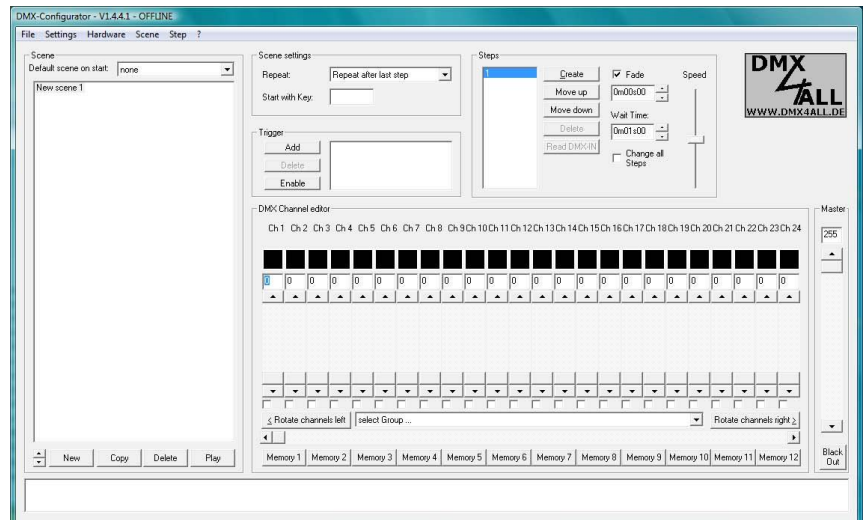 DMX-Configurator - V1.4.4.1 - OFFLINE
File Settings Hardware Scene Step ?
Scene
Default scene on start: none
New scene 1
New Copy Delete Play
Scene settings
Repeat: Repeat after last step
Start with Key:
Trigger
Add
Delete
Enable
Steps
1
Create
Move up
Move down
Delete
Read DMX-IN
Fade
0m00s00
Wait Time:
0m01s00
Change all
Steps
Speed
DMX
4ALL
WWW.DMX4ALL.DE
DMX Channel editor
Ch 1 Ch 2 Ch 3 Ch 4 Ch 5 Ch 6 Ch 7 Ch 8 Ch 9 Ch 10 Ch 11 Ch 12 Ch 13 Ch 14 Ch 15 Ch 16 Ch 17 Ch 18 Ch 19 Ch 20 Ch 21 Ch 22 Ch 23 Ch 24
0 0 0 0 0 0 0 0 0 0 0 0 0 0 0 0 0 0 0 0 0 0 0 0
< Rotate channels left select Group ... Rotate channels right >
Memory 1 Memory 2 Memory 3 Memory 4 Memory 5 Memory 6 Memory 7 Memory 8 Memory 9 Memory 10 Memory 11 Memory 12
Master
255
Black
Out